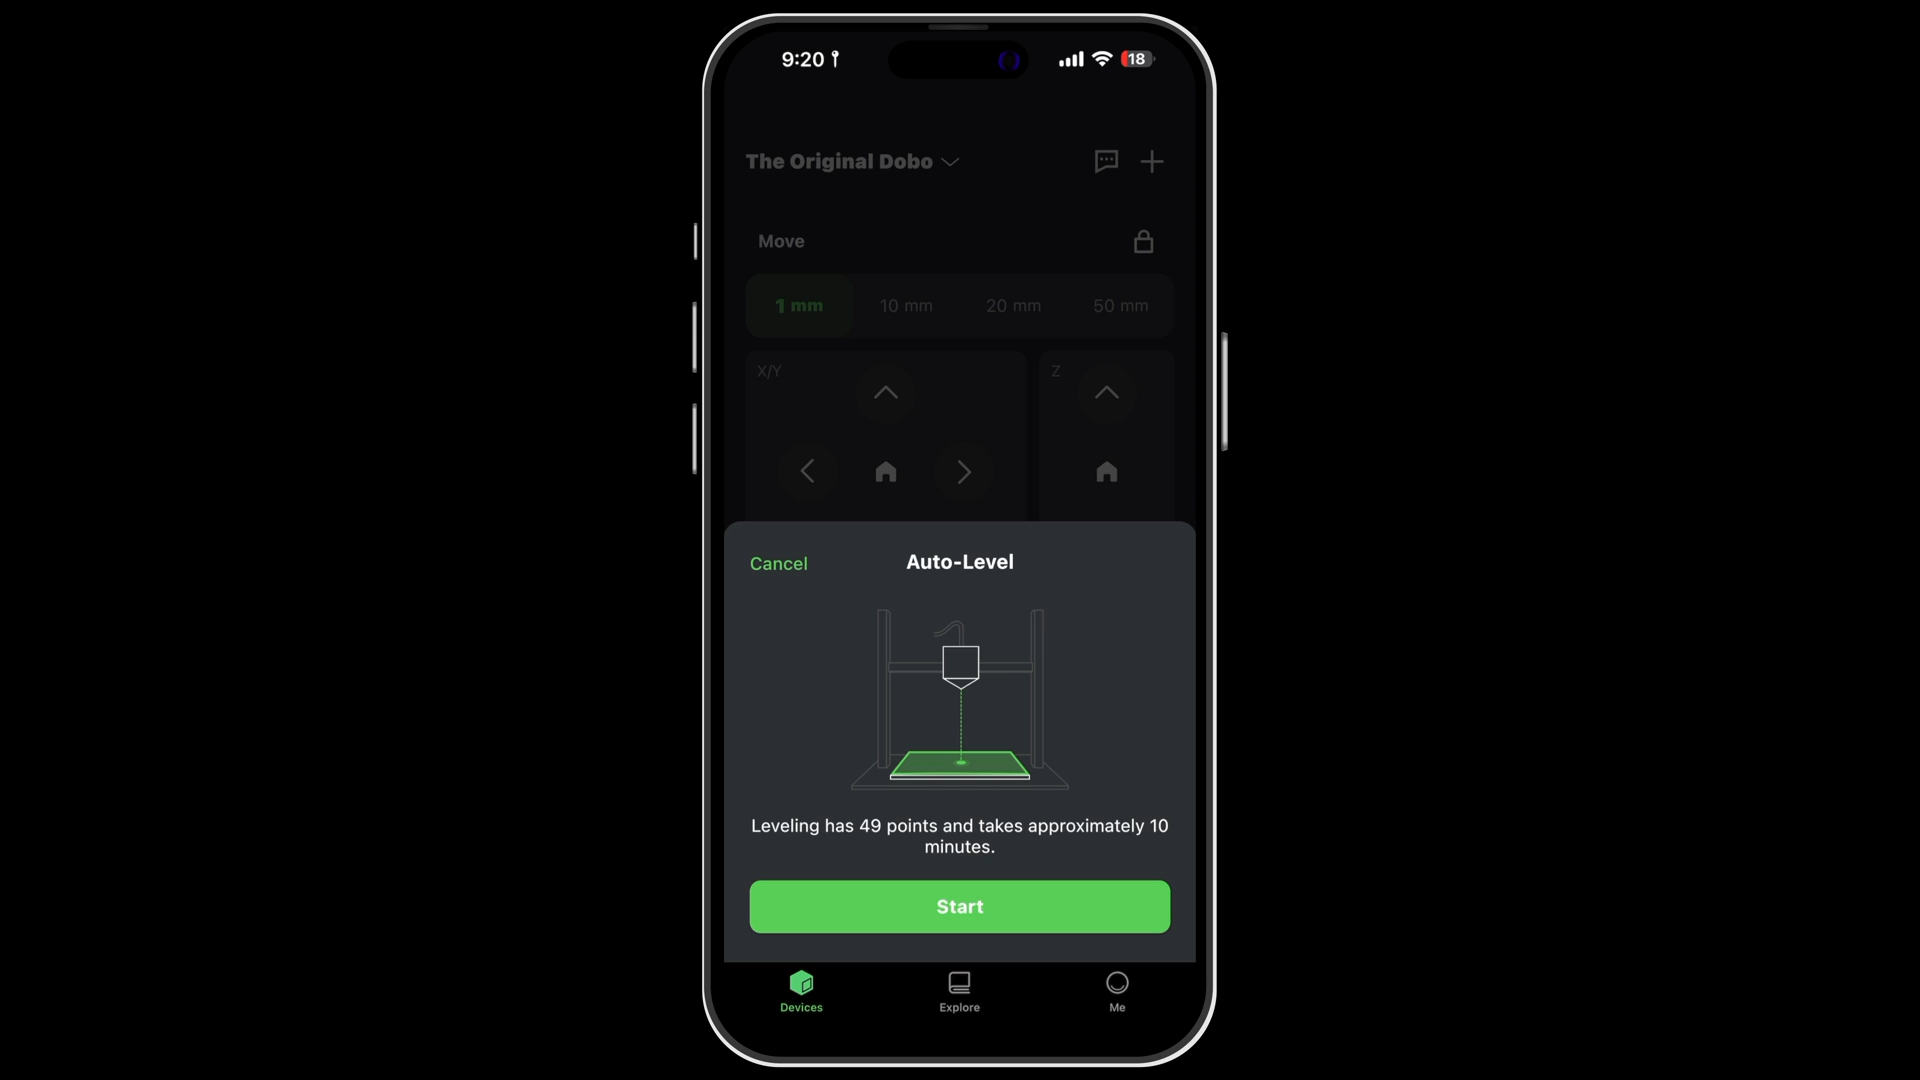 9:20
18
The Original Dobo
Move
1 mm
10 mm
20 mm
50 mm
X/Y
Z
Cancel
Auto-Level
Leveling has 49 points and takes approximately 10
minutes.
Start
Devices
Explore
Me